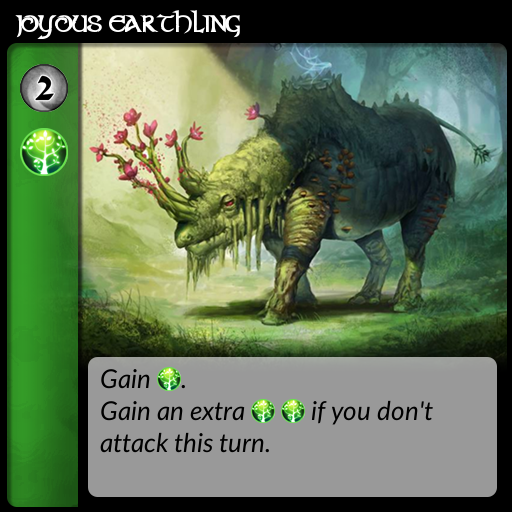 Joyous Earthling
2
Gain .
Gain an extra if you don't
attack this turn.